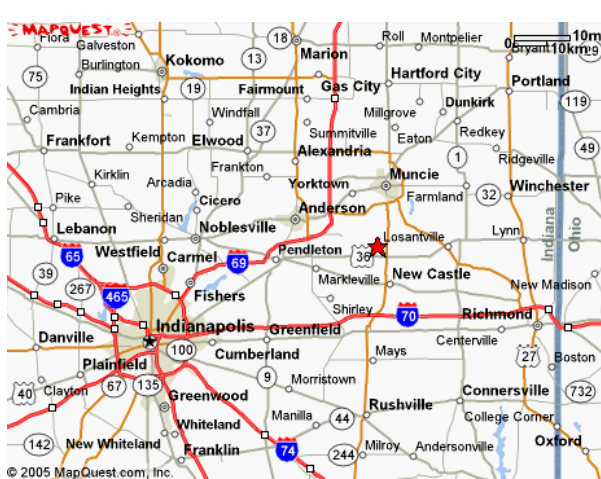 MAPQUEST
Flora
Galveston
Burlington
75
Kokomo
18
13
Marion
Roll
Montpelier
0 10mi
10km
Bryant
29
Indian Heights
19
Fairmount
Gas City
Hartford City
Portland
Cambria
Windfall
37
Summitville
Millgrove
Dunkirk
119
Frankfort
Kempton
Elwood
Alexandria
Eaton
Redkey
49
Kirklin
Arcadia
Frankton
Yorktown
Muncie
1
Ridgeville
Pike
Sheridan
Cicero
Anderson
Farmland
32
Winchester
Lebanon
Noblesville
Losantville
Lynn
Indiana
Ohio
65
Westfield
Carmel
69
Pendleton
36
39
267
465
Fishers
Markleville
New Castle
New Madison
Shirley
Indianapolis
Greenfield
70
Richmond
Danville
100
Cumberland
Centerville
Mays
27
Boston
Plainfield
40
Clayton
67
135
9
Morristown
Connersville
732
Greenwood
Manilla
44
Rushville
College Corner
Whiteland
142
New Whiteland
Franklin
74
244
Milroy
Andersonville
Oxford
© 2005 MapQuest.com, Inc.